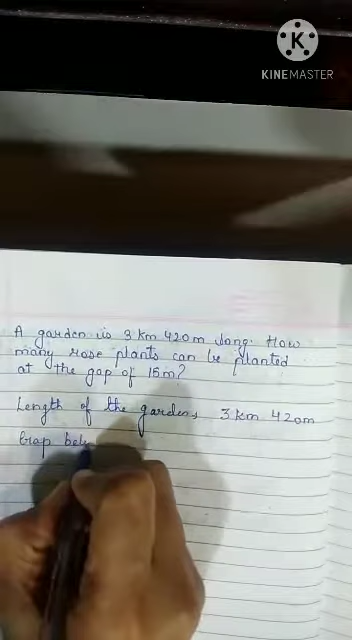 K
KINEMASTER
A garden is 3 km 420 m long. How
many rose plants can be planted
at the gap of 15 m?
Length of the garden = 3 km 420 m
Gap betw